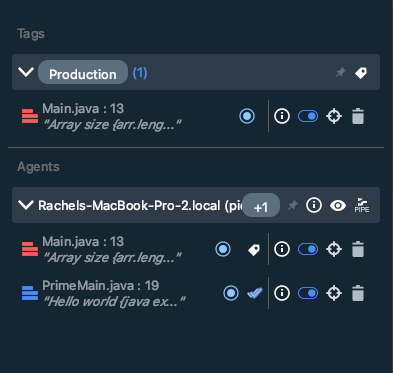 Tags
Production (1)
Main.java : 13
"Array size {arr.leng..."
Agents
Rachels-MacBook-Pro-2.local (pi +1
PIPE
Main.java : 13
"Array size {arr.leng..."
PrimeMain.java : 19
"Hello world {java ex..."